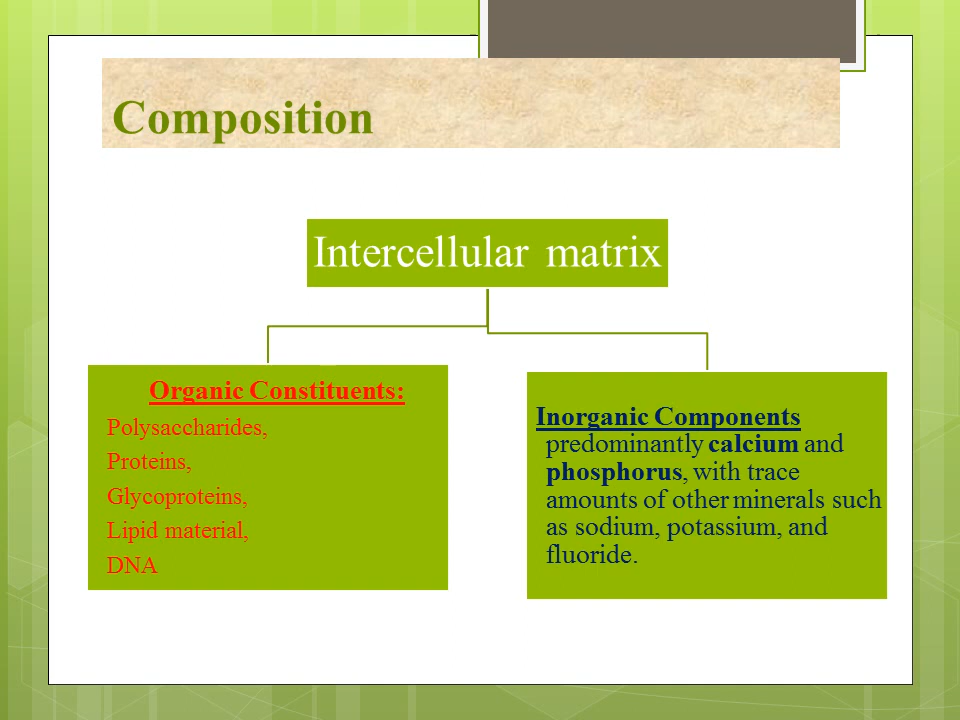 Composition
Intercellular matrix
Organic Constituents:
Polysaccharides,
Proteins,
Glycoproteins,
Lipid material,
DNA
Inorganic Components
predominantly calcium and
phosphorus, with trace
amounts of other minerals such
as sodium, potassium, and
fluoride.